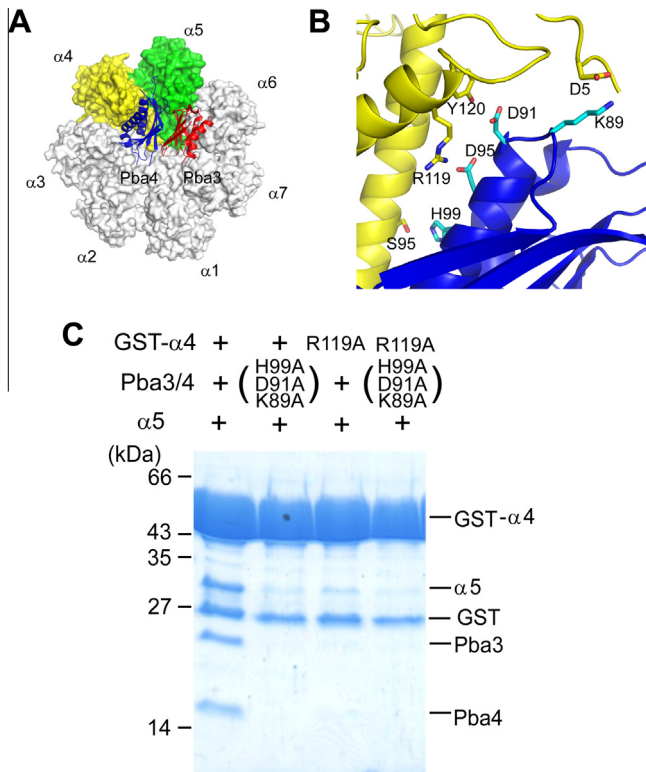 A
α5
α4
α6
Pba4 Pba3
α3
α7
α2
α1
B
D5
Y120
D91
K89
D95
R119
H99
S95
C
GST-α4 + + R119A R119A
Pba3/4 + (H99A D91A K89A) + (H99A D91A K89A)
α5 + + + +
(kDa)
66
GST-α4
43
35
α5
27
GST
Pba3
Pba4
14